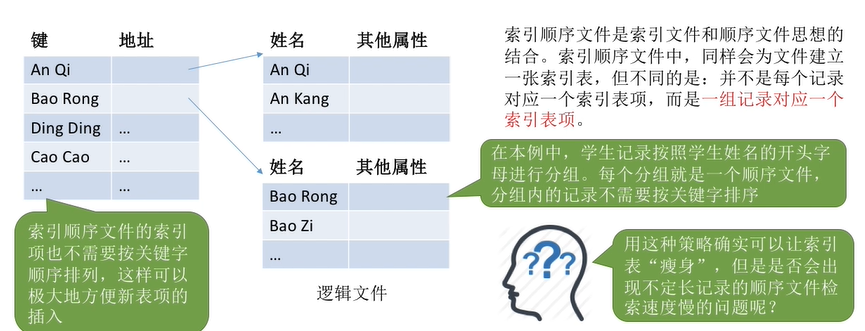 键 地址
An Qi
Bao Rong
Ding Ding …
Cao Cao …
… …
索引顺序文件的索引
项也不需要按关键字
顺序排列，这样可以
极大地方便新表项的
插入
姓名 其他属性
An Qi
An Kang
…
姓名 其他属性
Bao Rong
Bao Zi
…
逻辑文件
索引顺序文件是索引文件和顺序文件思想的
结合。索引顺序文件中，同样会为文件建立
一张索引表，但不同的是：并不是每个记录
对应一个索引表项，而是一组记录对应一个
索引表项。
在本例中，学生记录按照学生姓名的开头字
母进行分组。每个分组就是一个顺序文件，
分组内的记录不需要按关键字排序
???
用这种策略确实可以让索引
表“瘦身”，但是是否会出
现不定长记录的顺序文件检
索速度慢的问题呢？